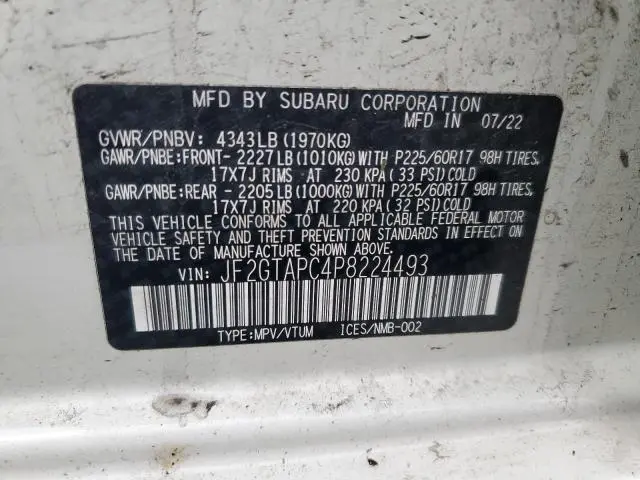 MFD BY SUBARU CORPORATION
MFD IN 07/22
GVWR/PNBV: 4343LB(1970KG)
GAWR/PNBE:FRONT- 2227LB(1010KG)WITH P225/60R17 98H TIRES,
17X7J RIMS AT 230 KPA(33 PSI)COLD
GAWR/PNBE:REAR - 2205LB(1000KG)WITH P225/60R17 98H TIRES,
17X7J RIMS AT 220 KPA(32 PSI)COLD
THIS VEHICLE CONFORMS TO ALL APPLICABLE FEDERAL MOTOR
VEHICLE SAFETY AND THEFT PREVENTION STANDARDS IN EFFECT ON
THE DATE OF MANUFACTURE SHOWN ABOVE.
VIN: JF2GTAPC4P8224493
TYPE:MPV/VTUM ICES/NMB-002